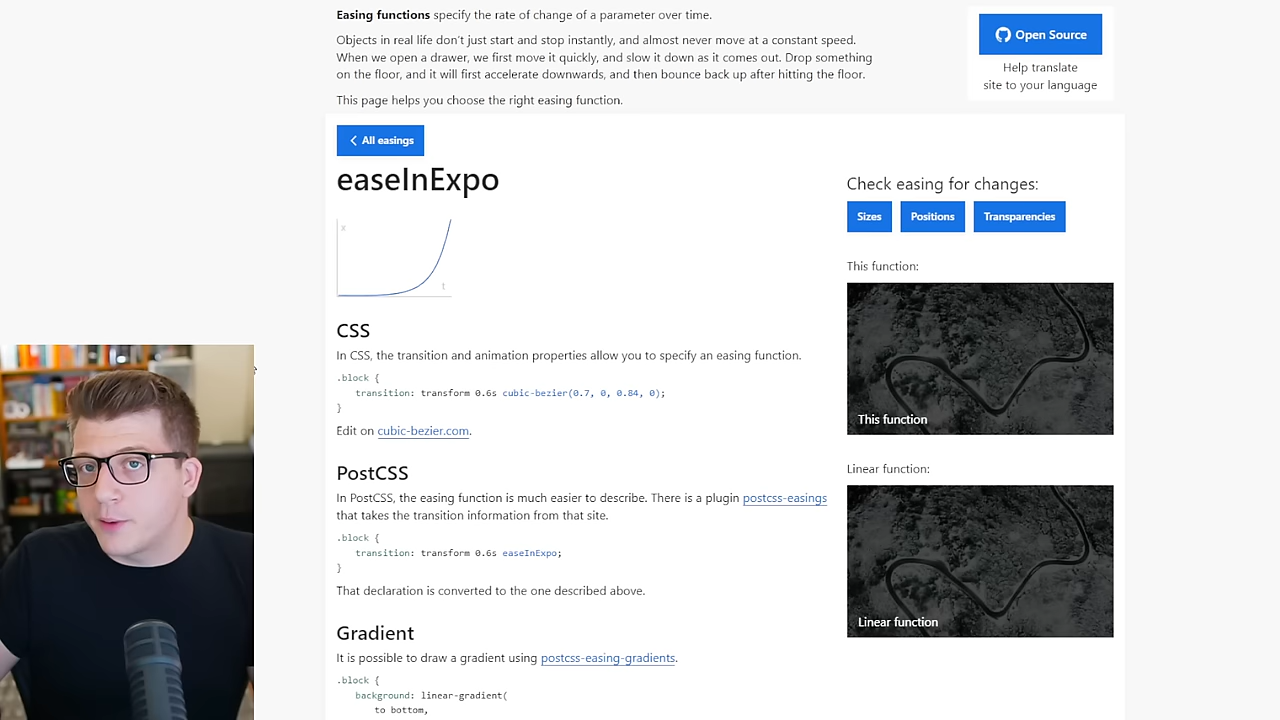 Easing functions specify the rate of change of a parameter over time.
Objects in real life don't just start and stop instantly, and almost never move at a constant speed.
When we open a drawer, we first move it quickly, and slow it down as it comes out. Drop something
on the floor, and it will first accelerate downwards, and then bounce back up after hitting the floor.
This page helps you choose the right easing function.
Open Source
Help translate
site to your language
All easings
easeInExpo
x
t
CSS
In CSS, the transition and animation properties allow you to specify an easing function.
.block {
transition: transform 0.6s cubic-bezier(0.7, 0, 0.84, 0);
}
Edit on cubic-bezier.com.
PostCSS
In PostCSS, the easing function is much easier to describe. There is a plugin postcss-easings
that takes the transition information from that site.
.block {
transition: transform 0.6s easeInExpo;
}
That declaration is converted to the one described above.
Gradient
It is possible to draw a gradient using postcss-easing-gradients.
.block {
background: linear-gradient(
to bottom,
Check easing for changes:
Sizes
Positions
Transparencies
This function:
This function
Linear function:
Linear function